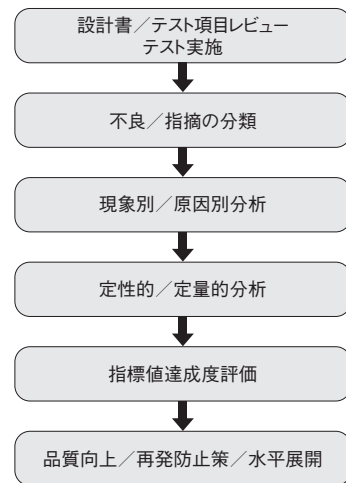 設計書／テスト項目レビュー
テスト実施
不良／指摘の分類
現象別／原因別分析
定性的／定量的分析
指標値達成度評価
品質向上／再発防止策／水平展開